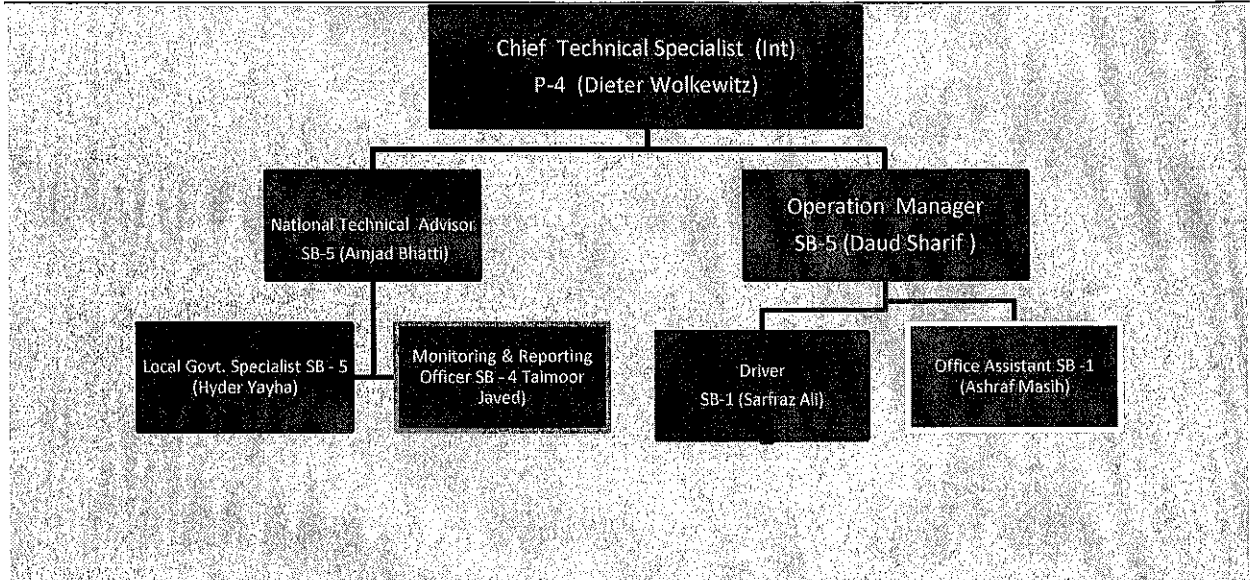 Chief Technical Specialist (Int)
P-4 (Dieter Wolkewitz)
National Technical Advisor
SB-5 (Amjad Bhatti)
Operation Manager
SB-5 (Daud Sharif )
Local Govt. Specialist SB - 5
(Hyder Yayha)
Monitoring & Reporting
Officer SB - 4 Taimoor
Javed)
Driver
SB-1 (Sarfraz Ali)
Office Assistant SB -1
(Ashraf Masih)